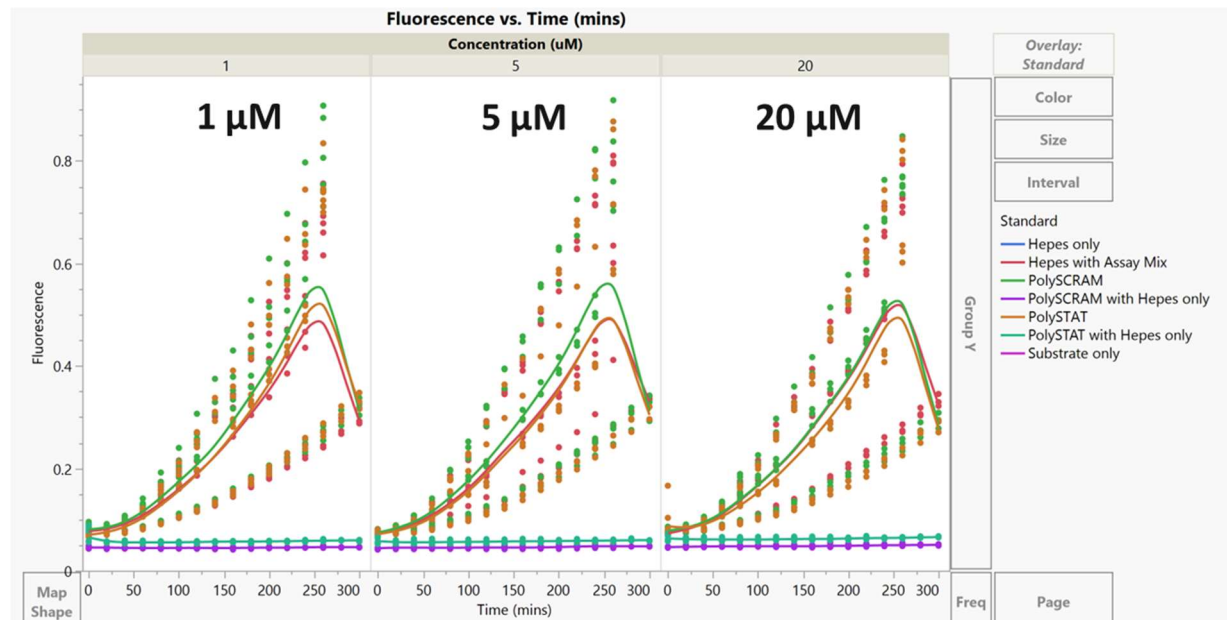 Fluorescence vs. Time (mins)
Concentration (uM)
1 5 20
Overlay:
Standard
Color
Size
Interval
1 µM 5 µM 20 µM
0.8
0.6
0.4
0.2
0
Fluorescence
Standard
Hepes only
Hepes with Assay Mix
PolySCRAM
PolySCRAM with Hepes only
PolySTAT
PolySTAT with Hepes only
Substrate only
Group Y
0 50 100 150 200 250 300 0 50 100 150 200 250 300 0 50 100 150 200 250 300
Time (mins)
Map
Shape
Freq
Page